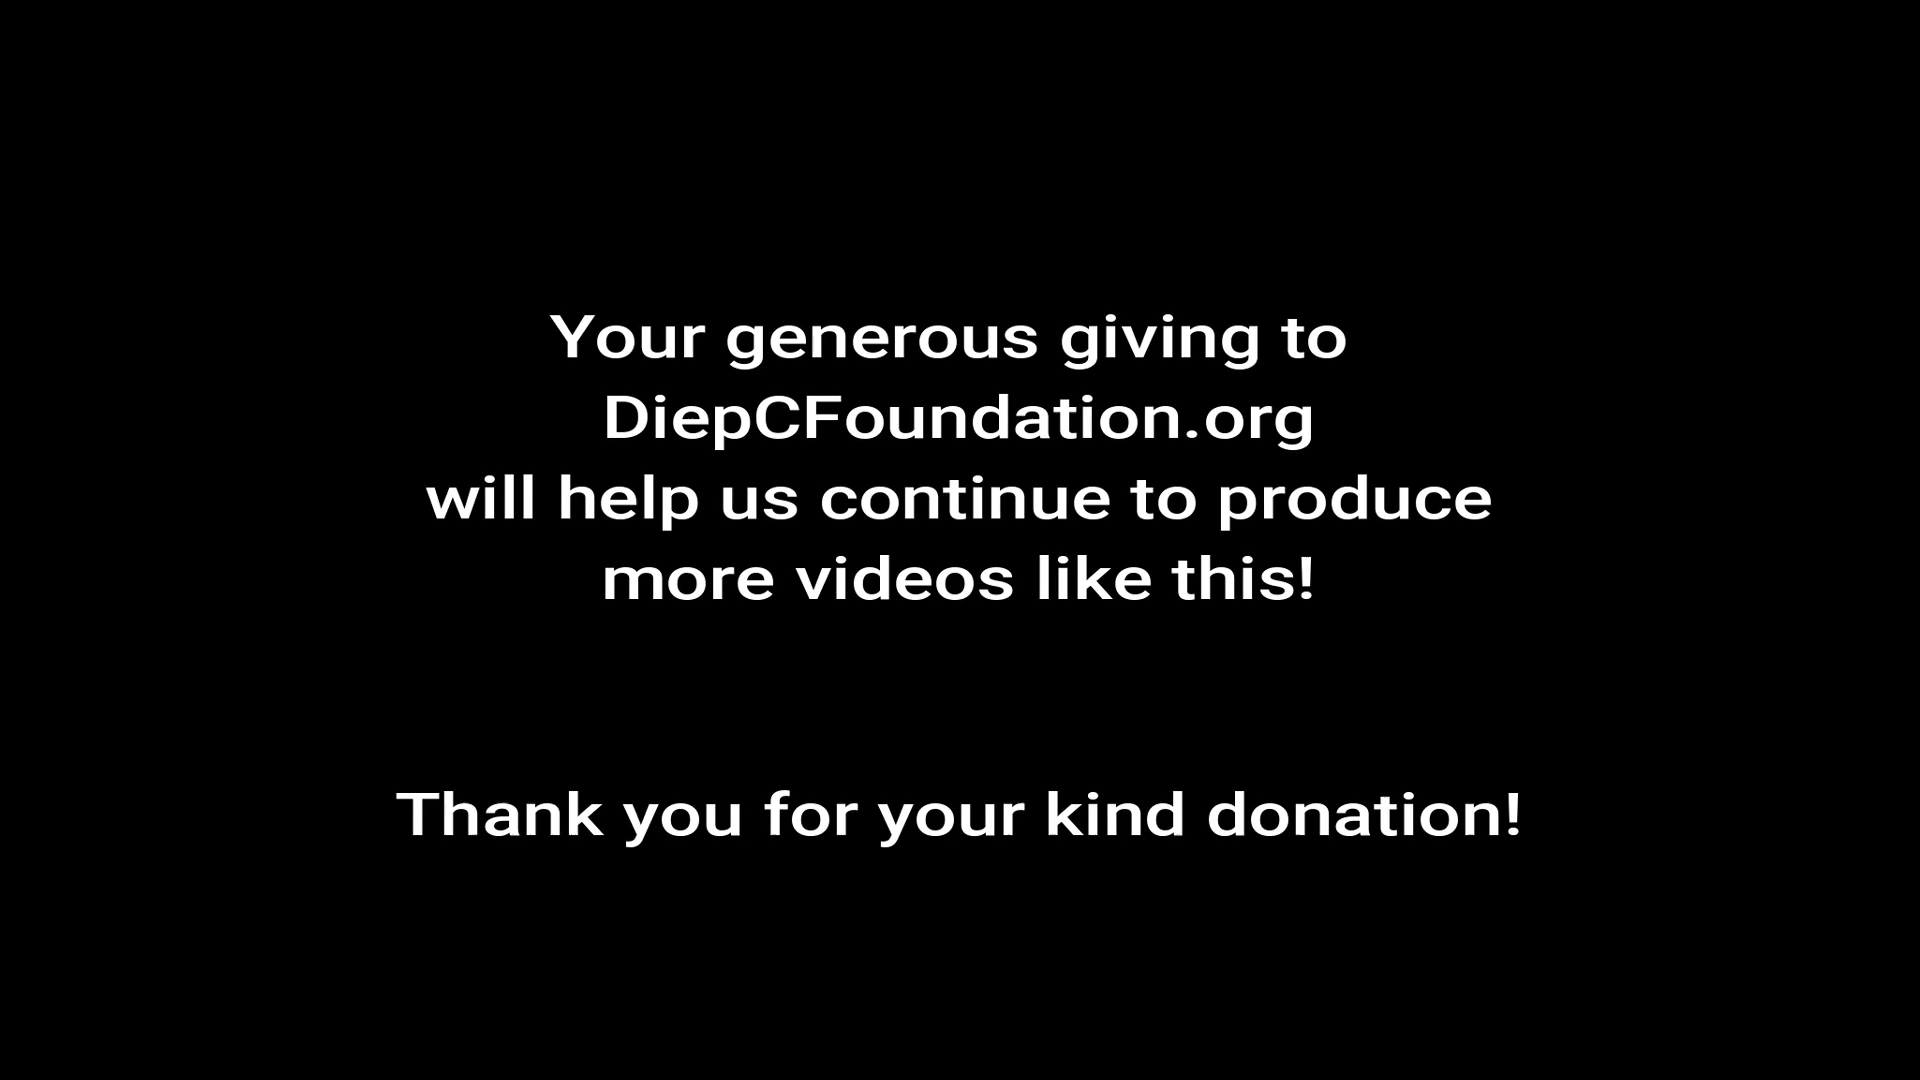 Your generous giving to
DiepCFoundation.org
will help us continue to produce
more videos like this!
Thank you for your kind donation!